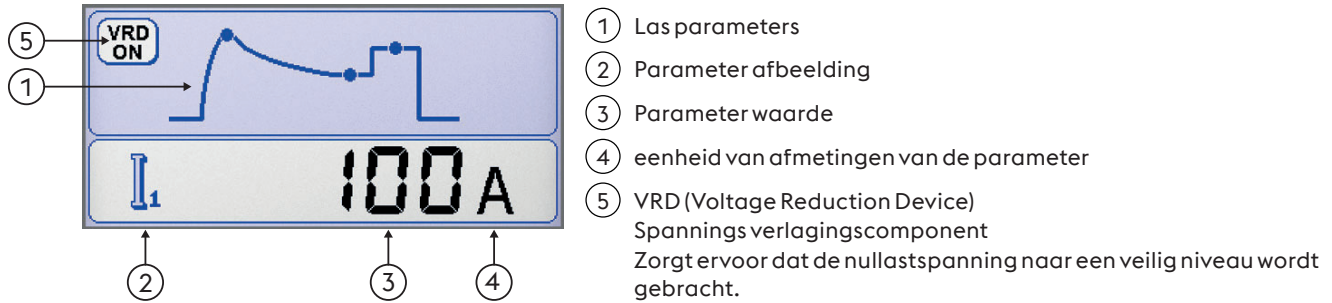 5
VRD
ON
1
I1
100 A
2
3
4
1 Las parameters
2 Parameter afbeelding
3 Parameter waarde
4 eenheid van afmetingen van de parameter
5 VRD (Voltage Reduction Device)
Spannings verlagingscomponent
Zorgt ervoor dat de nullastspanning naar een veilig niveau wordt
gebracht.